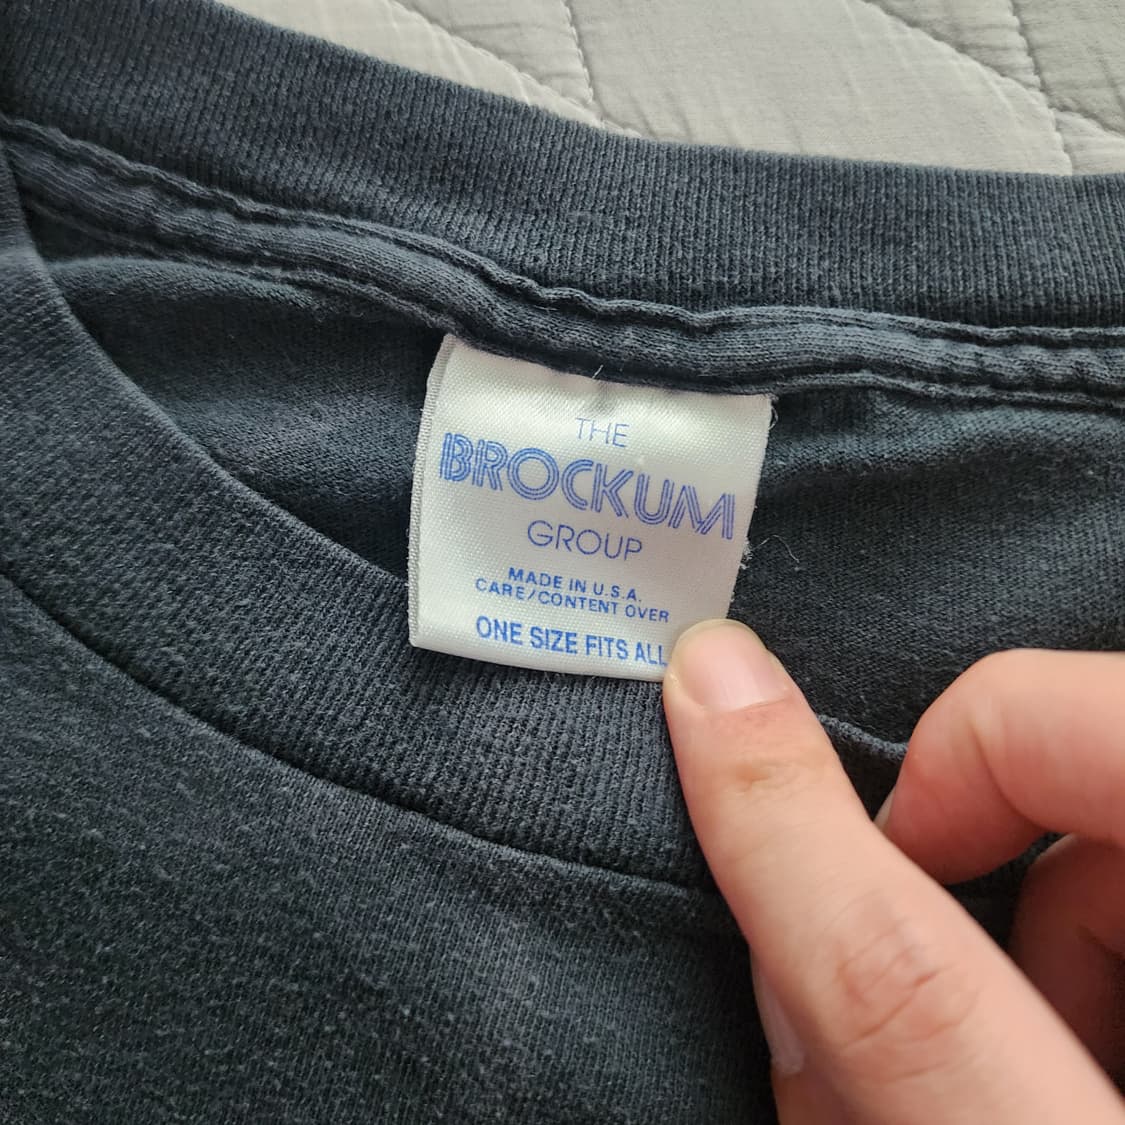 THE
BROCKUM
GROUP
MADE IN U.S.A.
CARE/CONTENT OVER
ONE SIZE FITS ALL